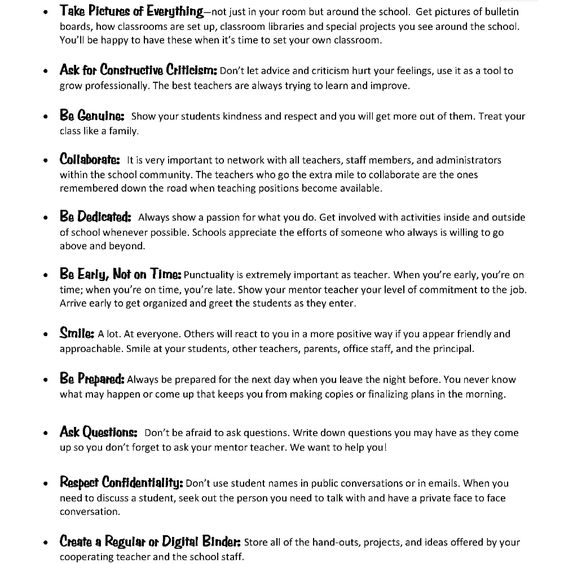 • Take Pictures of Everything—not just in your room but around the school.  Get pictures of bulletin
boards, how classrooms are set up, classroom libraries and special projects you see around the school.
You'll be happy to have these when it's time to set your own classroom.
• Ask for Constructive Criticism: Don't let advice and criticism hurt your feelings, use it as a tool to
grow professionally. The best teachers are always trying to learn and improve.
• Be Genuine:  Show your students kindness and respect and you will get more out of them. Treat your
class like a family.
• Collaborate:  It is very important to network with all teachers, staff members, and administrators
within the school community. The teachers who go the extra mile to collaborate are the ones
remembered down the road when teaching positions become available.
• Be Dedicated:  Always show a passion for what you do. Get involved with activities inside and outside
of school whenever possible. Schools appreciate the efforts of someone who always is willing to go
above and beyond.
• Be Early, Not on Time: Punctuality is extremely important as teacher. When you're early, you're on
time; when you're on time, you're late. Show your mentor teacher your level of commitment to the job.
Arrive early to get organized and greet the students as they enter.
• Smile: A lot. At everyone. Others will react to you in a more positive way if you appear friendly and
approachable. Smile at your students, other teachers, parents, office staff, and the principal.
• Be Prepared: Always be prepared for the next day when you leave the night before. You never know
what may happen or come up that keeps you from making copies or finalizing plans in the morning.
• Ask Questions:  Don't be afraid to ask questions. Write down questions you may have as they come
up so you don't forget to ask your mentor teacher. We want to help you!
• Respect Confidentiality: Don't use student names in public conversations or in emails. When you
need to discuss a student, seek out the person you need to talk with and have a private face to face
conversation.
• Create a Regular or Digital Binder: Store all of the hand-outs, projects, and ideas offered by your
cooperating teacher and the school staff.